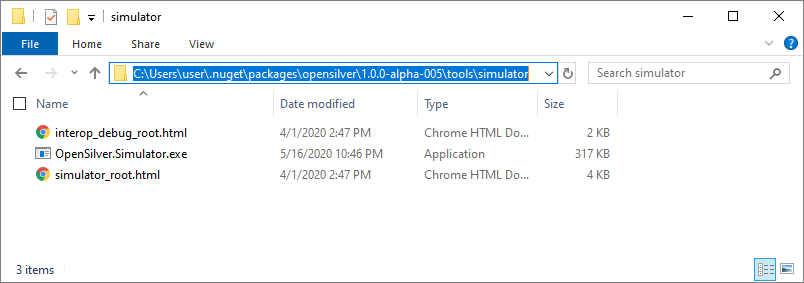 simulator
File Home Share View
C:\Users\user\.nuget\packages\opensilver\1.0.0-alpha-005\tools\simulator Search simulator
Name Date modified Type Size
interop_debug_root.html 4/1/2020 2:47 PM Chrome HTML Do... 2 KB
OpenSilver.Simulator.exe 5/16/2020 10:46 PM Application 317 KB
simulator_root.html 4/1/2020 2:47 PM Chrome HTML Do... 4 KB
3 items